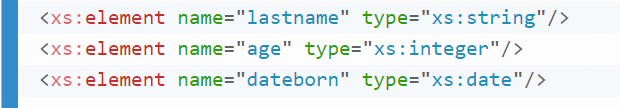 <xs:element name="lastname" type="xs:string"/>
<xs:element name="age" type="xs:integer"/>
<xs:element name="dateborn" type="xs:date"/>